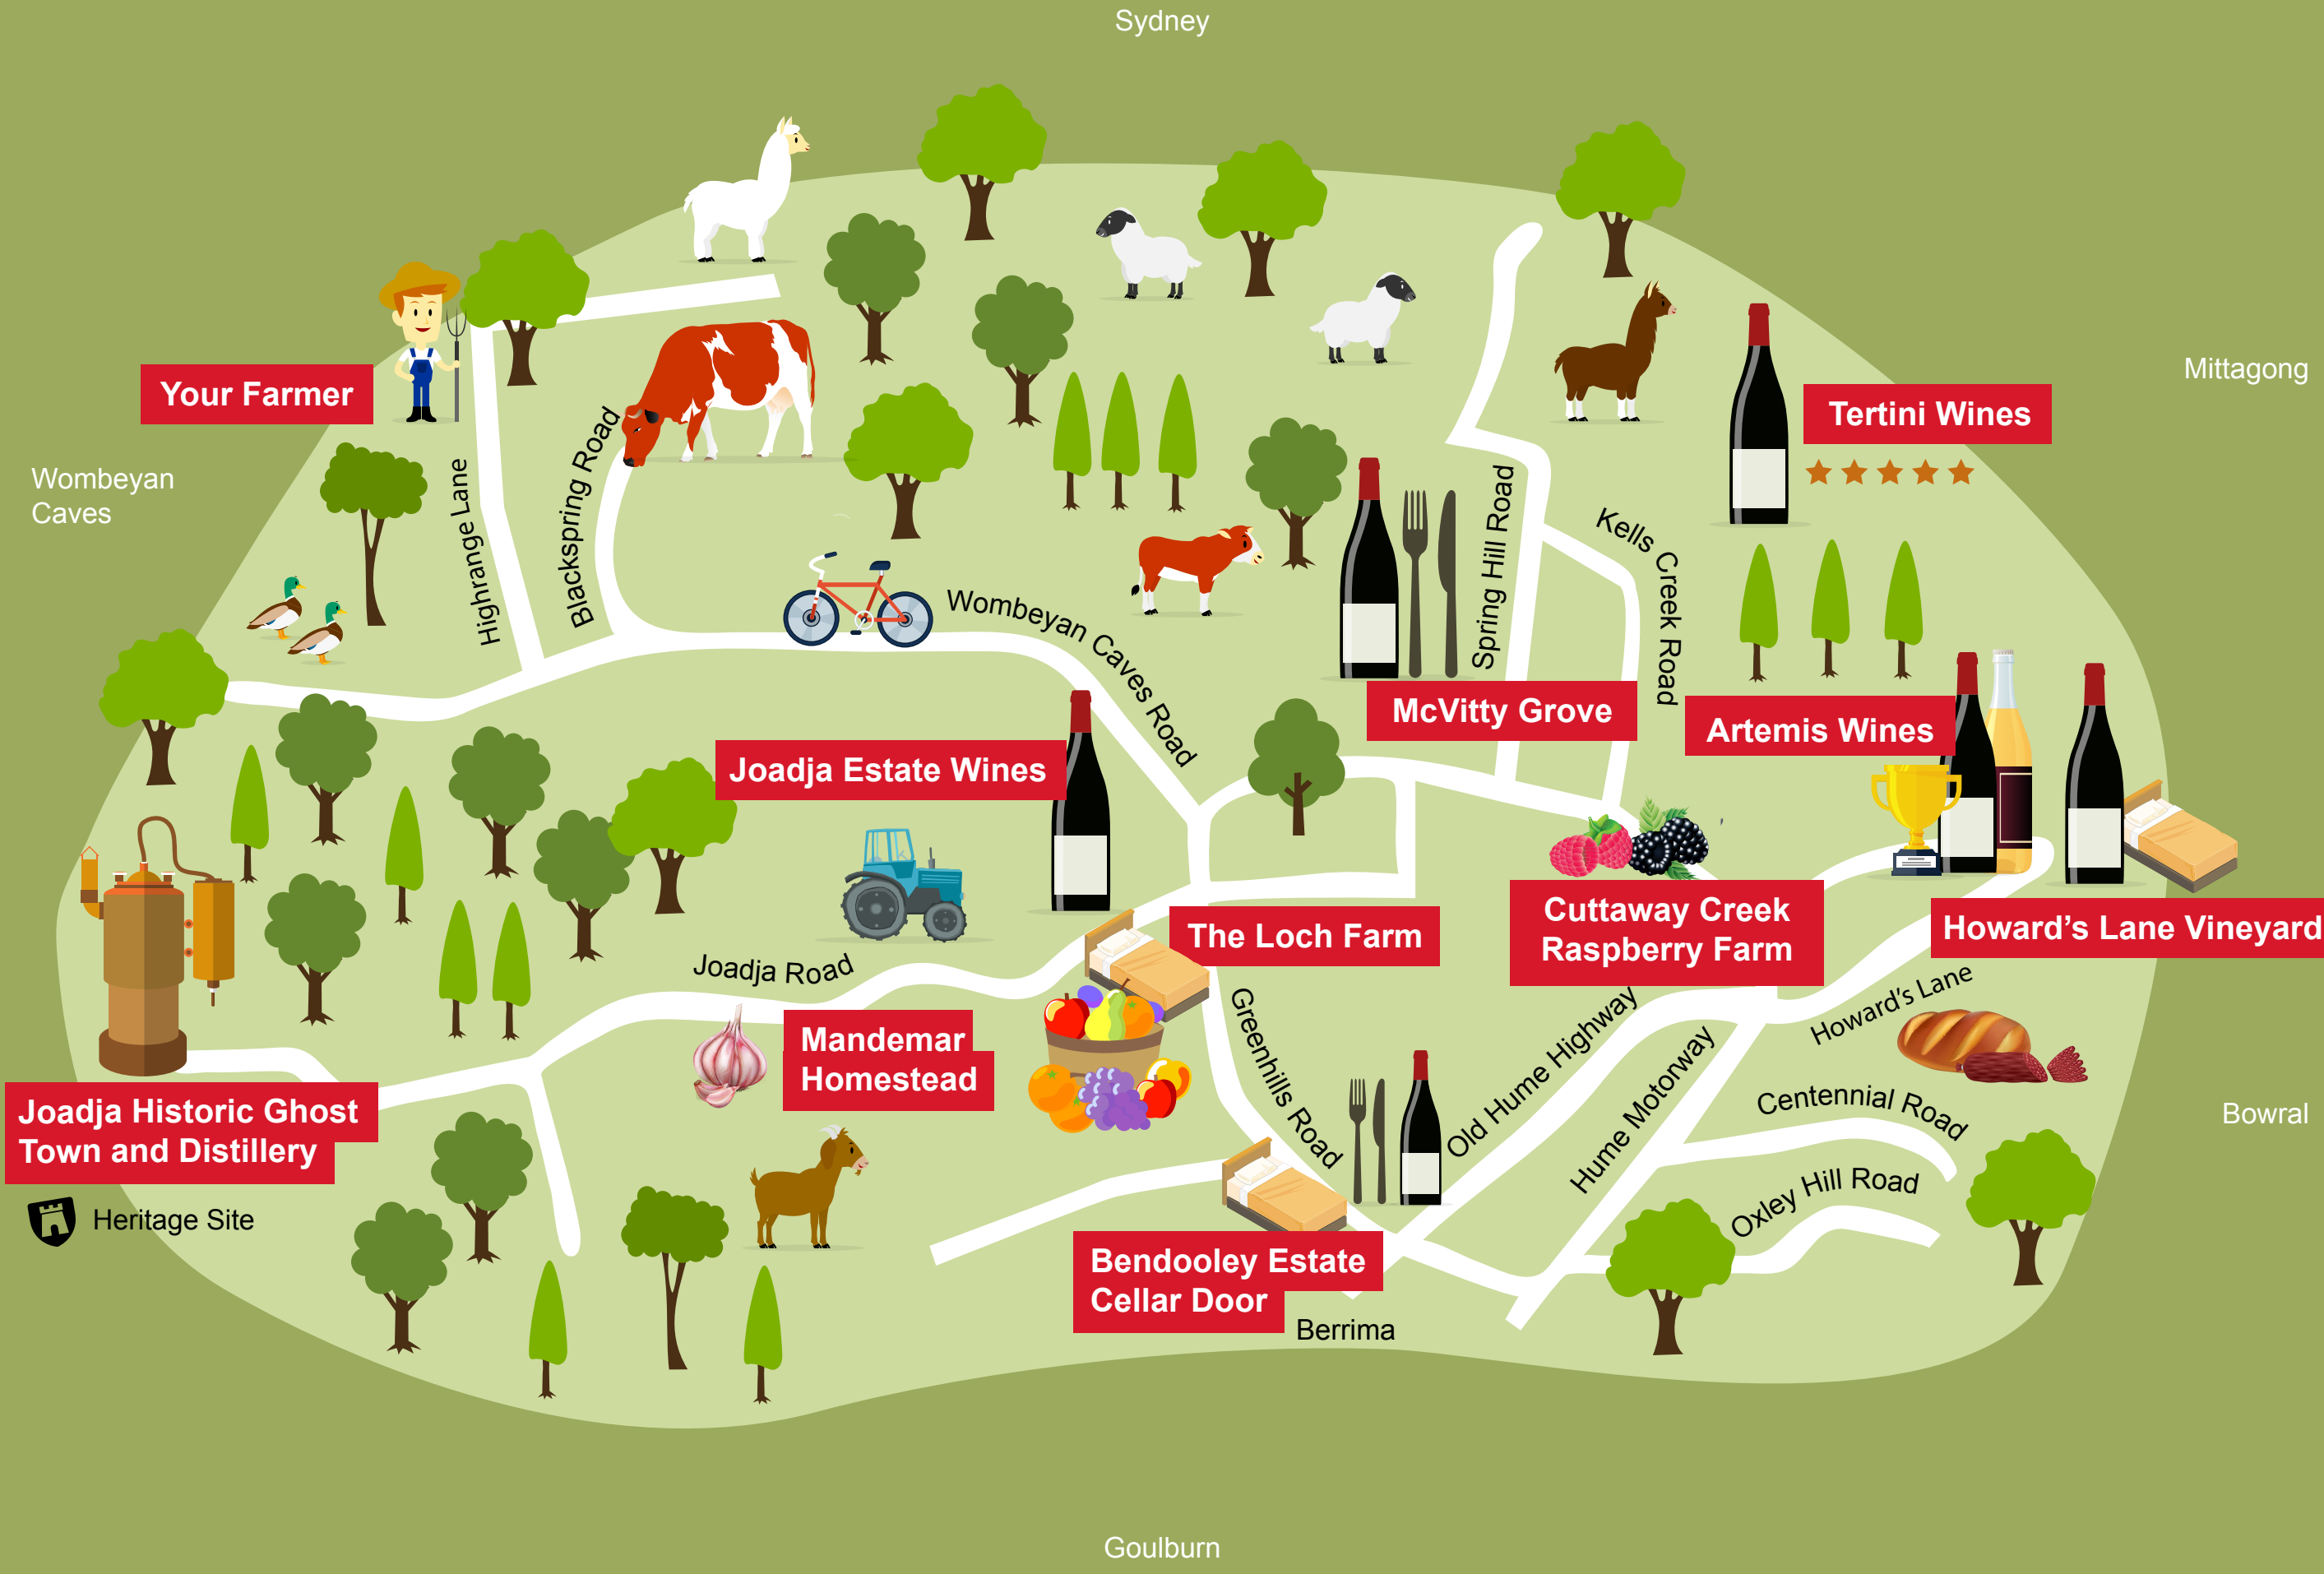 Sydney
Mittagong
Your Farmer
Tertini Wines
Wombeyan
Caves
Highrange Lane
Blackspring Road
Wombeyan Caves Road
Spring Hill Road
Kells Creek Road
McVitty Grove
Artemis Wines
Joadja Estate Wines
The Loch Farm
Cuttaway Creek
Raspberry Farm
Howard's Lane Vineyard
Joadja Road
Mandemar
Homestead
Greenhills Road
Old Hume Highway
Hume Motorway
Howard's Lane
Centennial Road
Oxley Hill Road
Bowral
Joadja Historic Ghost
Town and Distillery
Heritage Site
Bendooley Estate
Cellar Door
Berrima
Goulburn